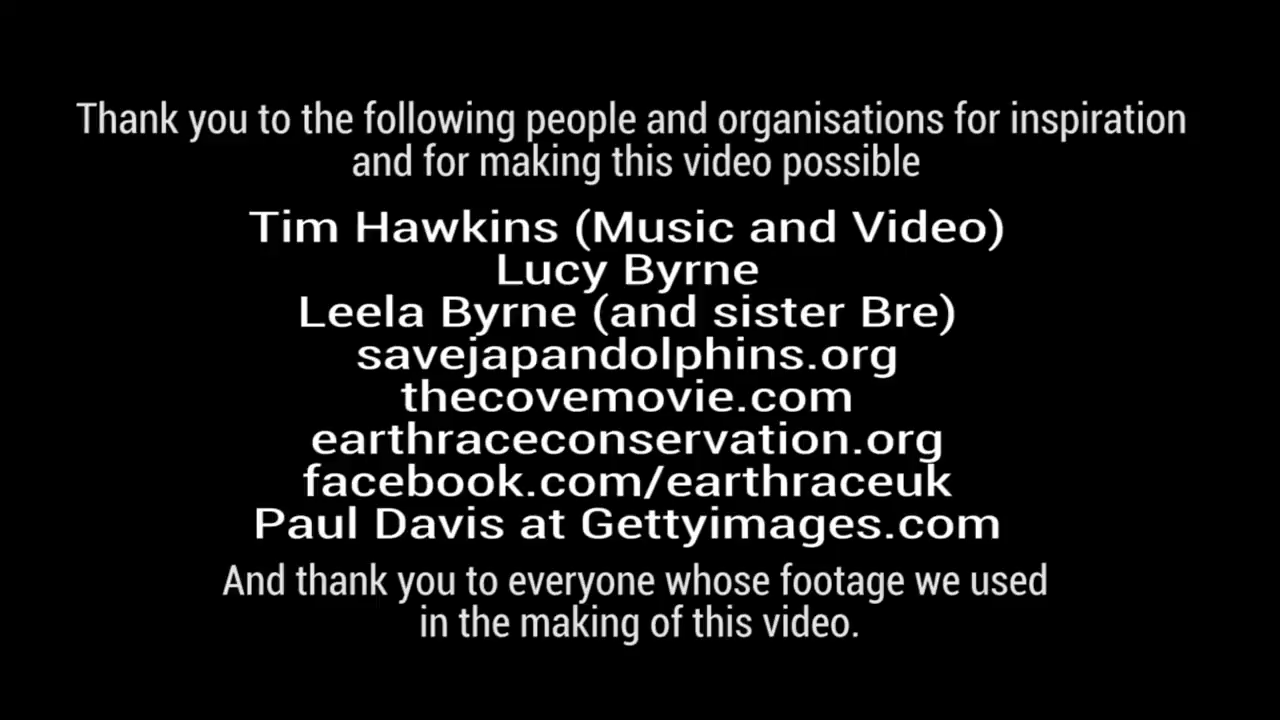 Thank you to the following people and organisations for inspiration
and for making this video possible
Tim Hawkins (Music and Video)
Lucy Byrne
Leela Byrne (and sister Bre)
savejapandolphins.org
thecovemovie.com
earthraceconservation.org
facebook.com/earthraceuk
Paul Davis at Gettyimages.com
And thank you to everyone whose footage we used
in the making of this video.